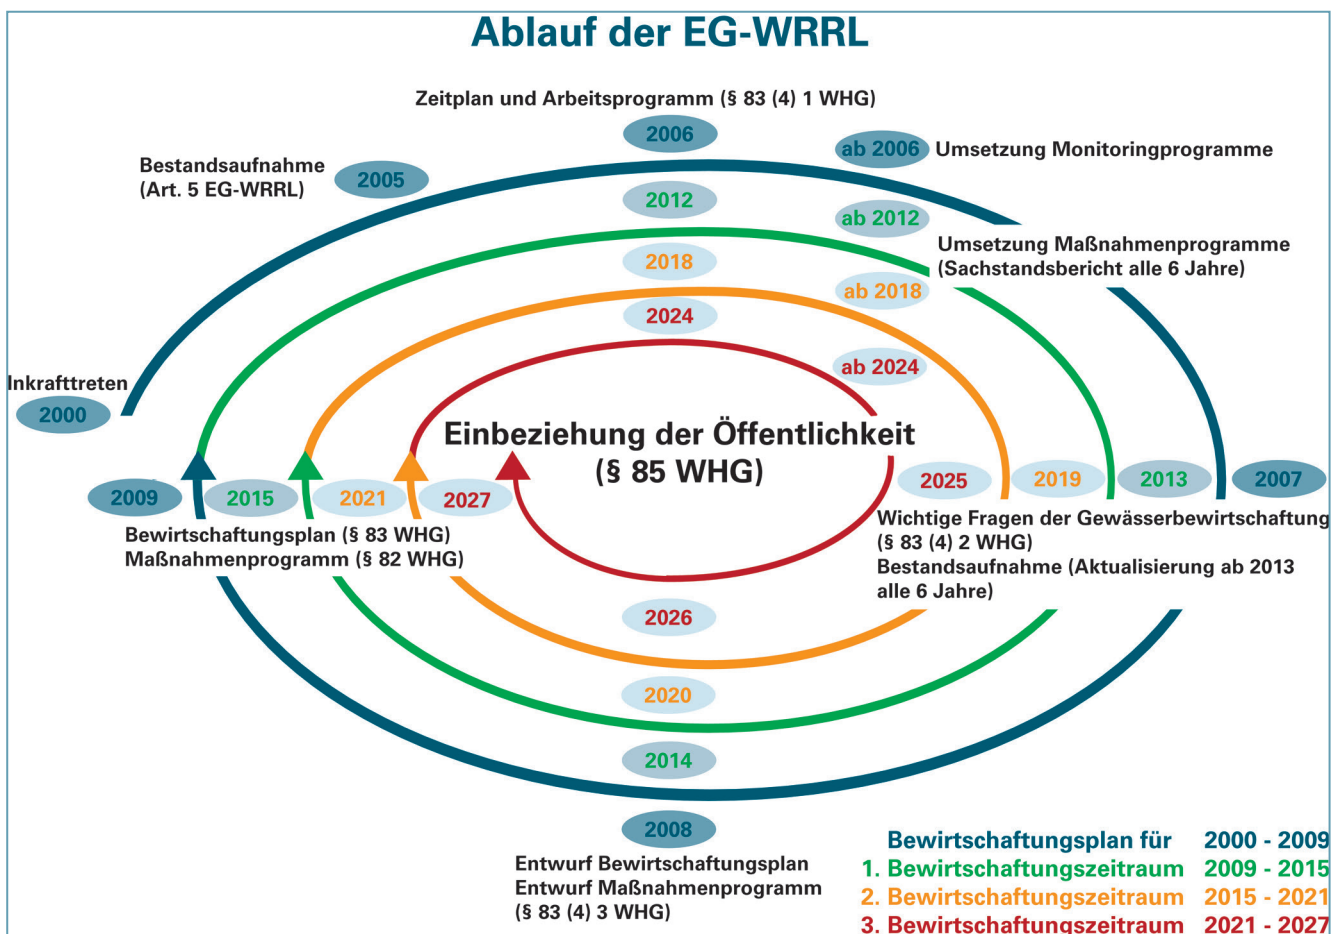 Ablauf der EG-WRRL
Zeitplan und Arbeitsprogramm (§ 83 (4) 1 WHG)
2006
ab 2006 Umsetzung Monitoringprogramme
Bestandsaufnahme
(Art. 5 EG-WRRL)
2005
2012
ab 2012
Umsetzung Maßnahmenprogramme
(Sachstandsbericht alle 6 Jahre)
2018
ab 2018
2024
ab 2024
Inkrafttreten
2000
Einbeziehung der Öffentlichkeit
(§ 85 WHG)
2009
2015
2021
2027
2025
2019
2013
2007
Bewirtschaftungsplan (§ 83 WHG)
Maßnahmenprogramm (§ 82 WHG)
Wichtige Fragen der Gewässerbewirtschaftung
(§ 83 (4) 2 WHG)
Bestandsaufnahme (Aktualisierung ab 2013
alle 6 Jahre)
2026
2020
2014
2008
Entwurf Bewirtschaftungsplan
Entwurf Maßnahmenprogramm
(§ 83 (4) 3 WHG)
Bewirtschaftungsplan für 2000 - 2009
1. Bewirtschaftungszeitraum 2009 - 2015
2. Bewirtschaftungszeitraum 2015 - 2021
3. Bewirtschaftungszeitraum 2021 - 2027